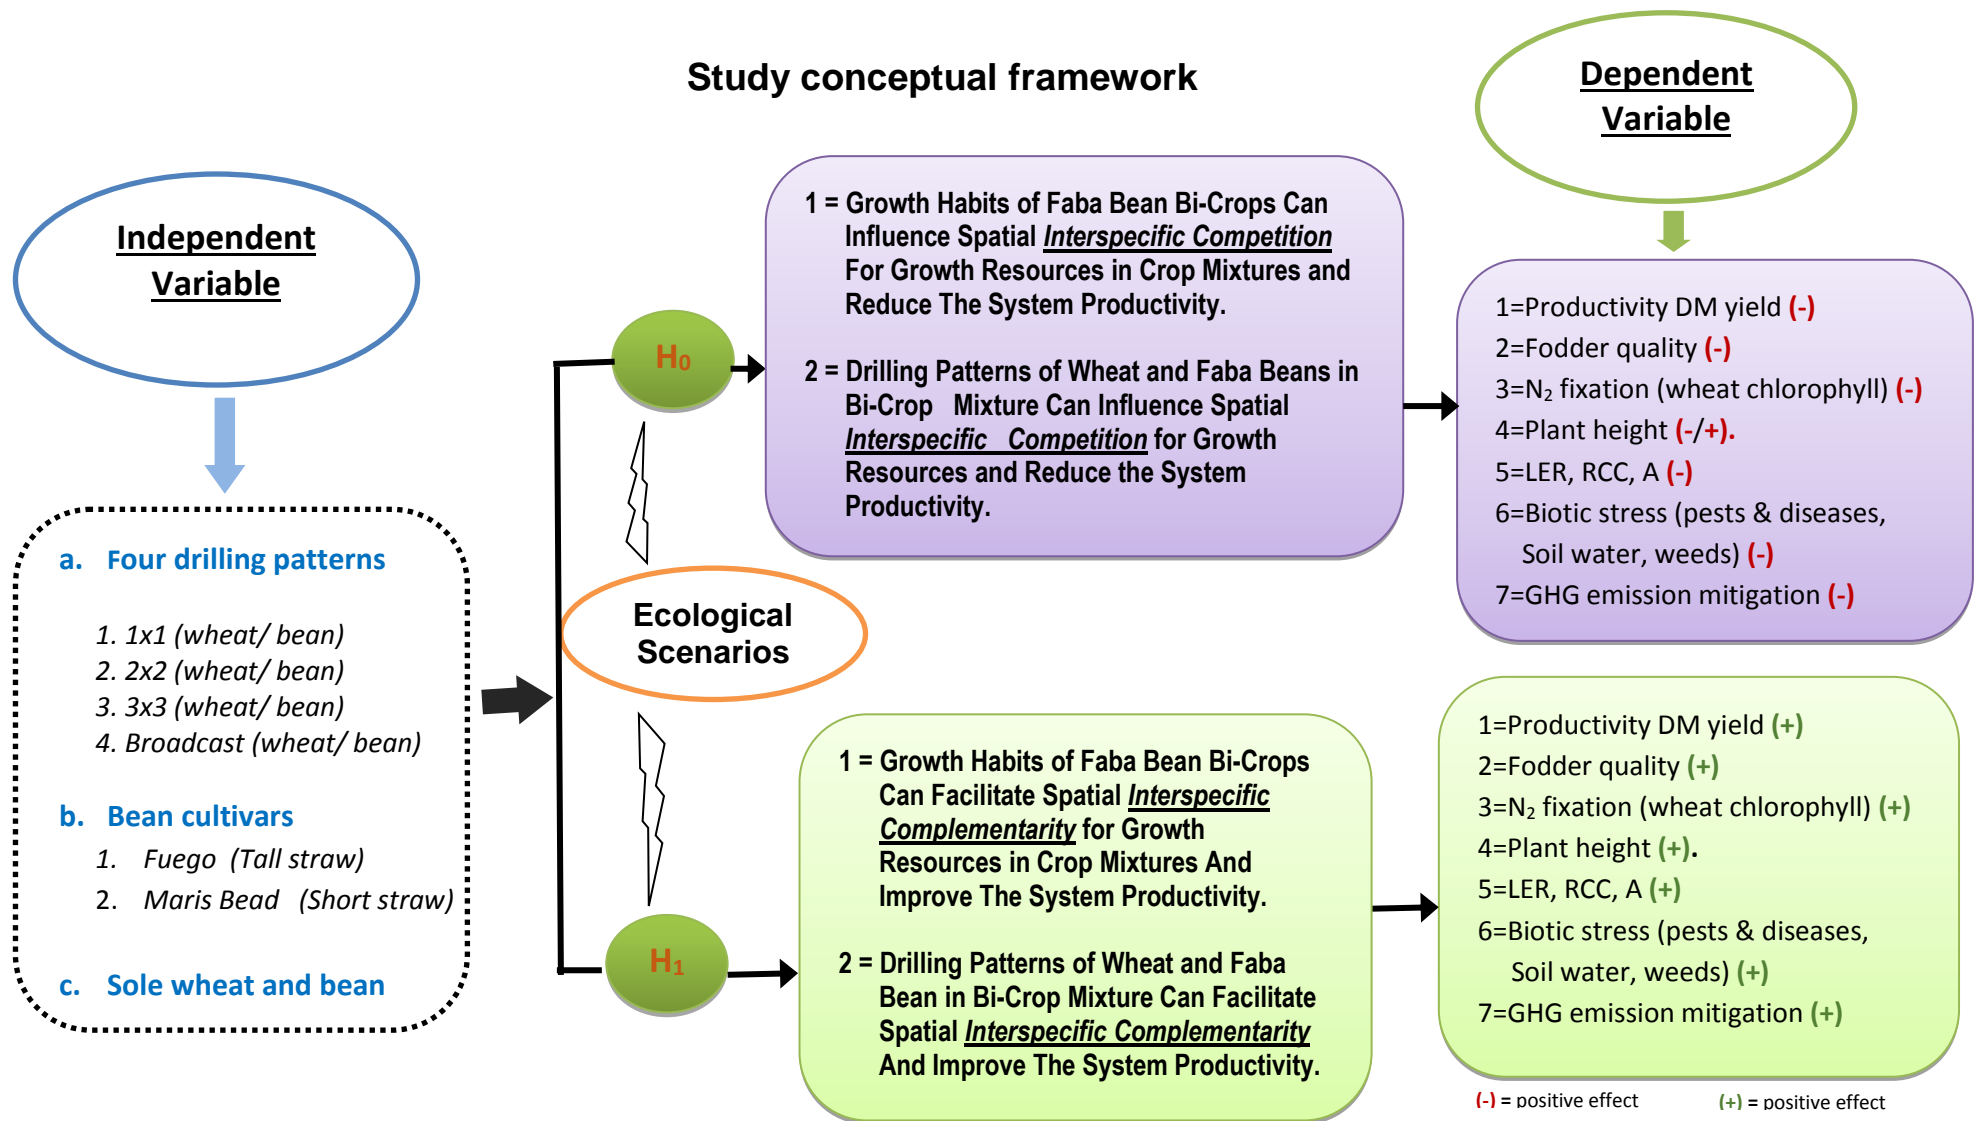 Study conceptual framework
Independent
Variable
a. Four drilling patterns
1. 1x1 (wheat/ bean)
2. 2x2 (wheat/ bean)
3. 3x3 (wheat/ bean)
4. Broadcast (wheat/ bean)
b. Bean cultivars
1. Fuego (Tall straw)
2. Maris Bead (Short straw)
c. Sole wheat and bean
Ecological
Scenarios
H₀
1 = Growth Habits of Faba Bean Bi-Crops Can
Influence Spatial Interspecific Competition
For Growth Resources in Crop Mixtures and
Reduce The System Productivity.
2 = Drilling Patterns of Wheat and Faba Beans in
Bi-Crop Mixture Can Influence Spatial
Interspecific Competition for Growth
Resources and Reduce the System
Productivity.
H₁
1 = Growth Habits of Faba Bean Bi-Crops
Can Facilitate Spatial Interspecific
Complementarity for Growth
Resources in Crop Mixtures And
Improve The System Productivity.
2 = Drilling Patterns of Wheat and Faba
Bean in Bi-Crop Mixture Can Facilitate
Spatial Interspecific Complementarity
And Improve The System Productivity.
Dependent
Variable
1=Productivity DM yield (-)
2=Fodder quality (-)
3=N₂ fixation (wheat chlorophyll) (-)
4=Plant height (-/+).
5=LER, RCC, A (-)
6=Biotic stress (pests & diseases,
Soil water, weeds) (-)
7=GHG emission mitigation (-)
1=Productivity DM yield (+)
2=Fodder quality (+)
3=N₂ fixation (wheat chlorophyll) (+)
4=Plant height (+).
5=LER, RCC, A (+)
6=Biotic stress (pests & diseases,
Soil water, weeds) (+)
7=GHG emission mitigation (+)
(-) = positive effect
(+) = positive effect